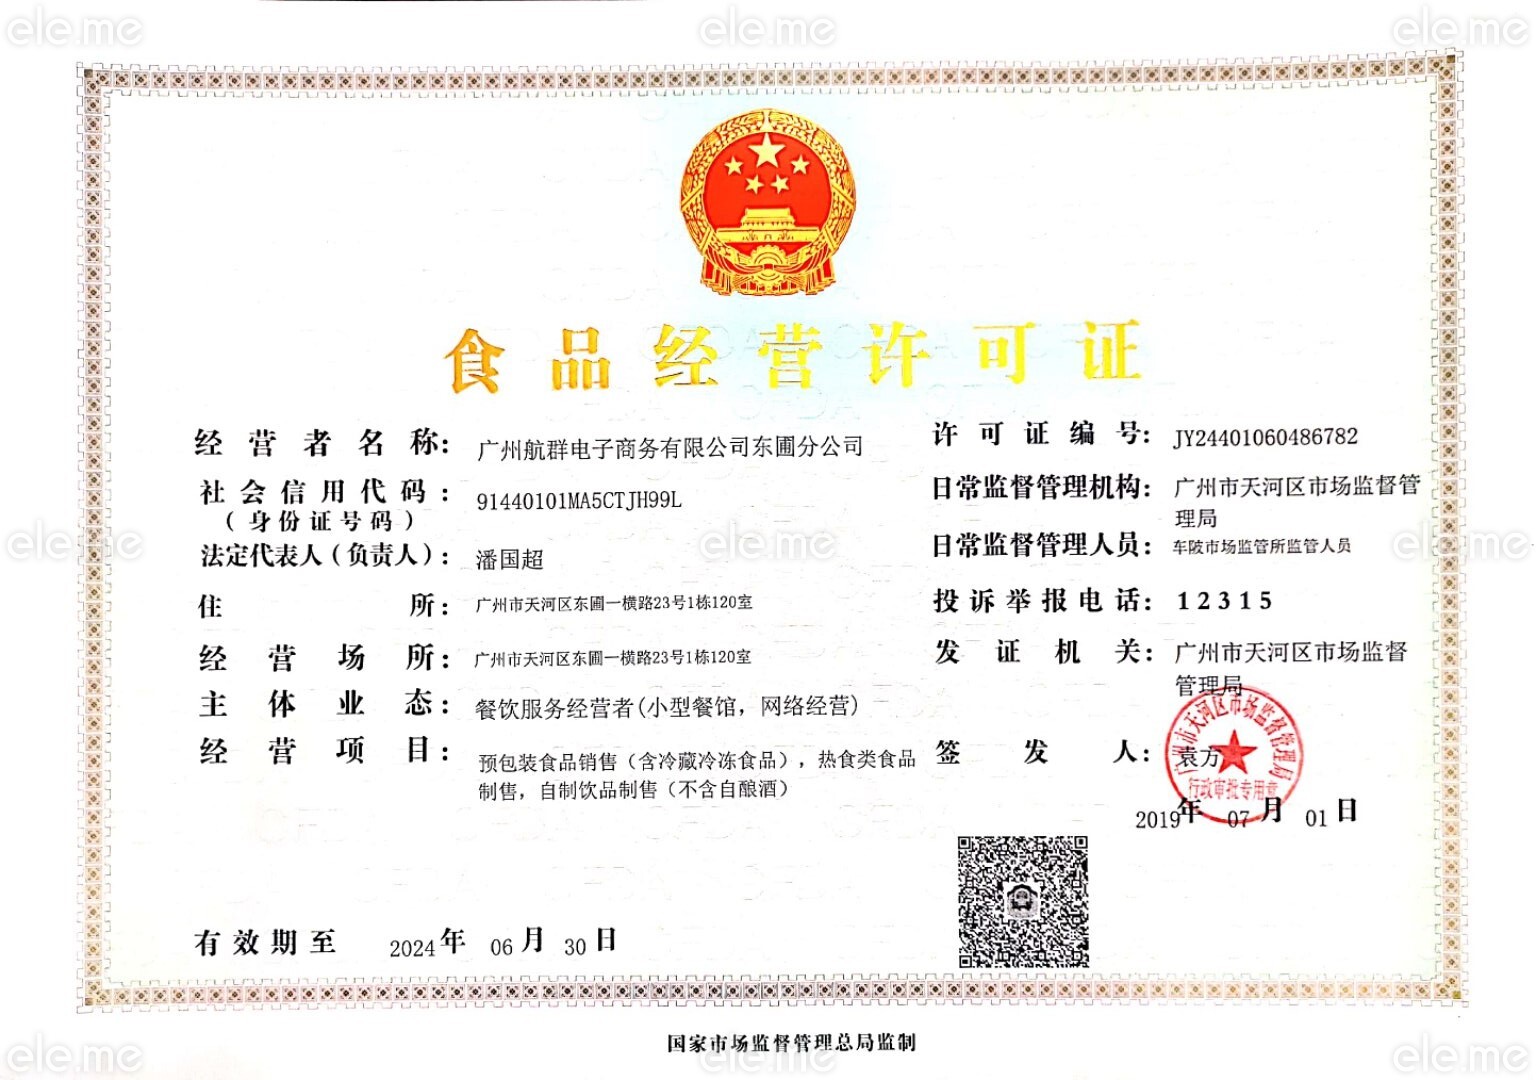 ele.me ele.me ele.me
食品经营许可证
经营者名称：广州航群电子商务有限公司东圃分公司
社会信用代码：91440101MA5CTJH99L
（身份证号码）
法定代表人（负责人）：潘国超
住所：广州市天河区东圃一横路23号1栋120室
经营场所：广州市天河区东圃一横路23号1栋120室
主体业态：餐饮服务经营者(小型餐馆，网络经营)
经营项目：预包装食品销售（含冷藏冷冻食品），热食类食品
制售，自制饮品制售（不含自酿酒）
许可证编号：JY24401060486782
日常监督管理机构：广州市天河区市场监督管
理局
日常监督管理人员：车陂市场监管所监管人员
投诉举报电话：12315
发证机关：广州市天河区市场监督
管理局
签发人：袁方
广州市天河区市场监督管理局
行政审批专用章
2019年07月01日
有效期至 2024年06月30日
ele.me ele.me ele.me
国家市场监督管理总局监制
ele.me ele.me ele.me